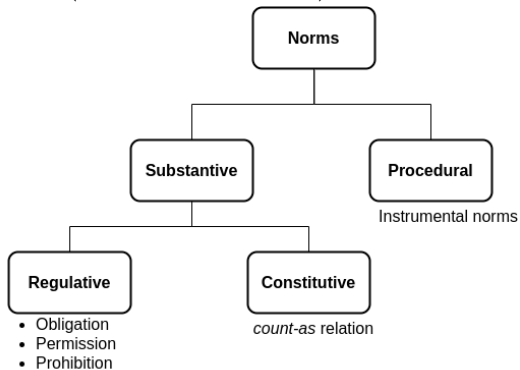 Norms
Substantive
Procedural
Instrumental norms
Regulative
Constitutive
• Obligation
• Permission
• Prohibition
count-as relation